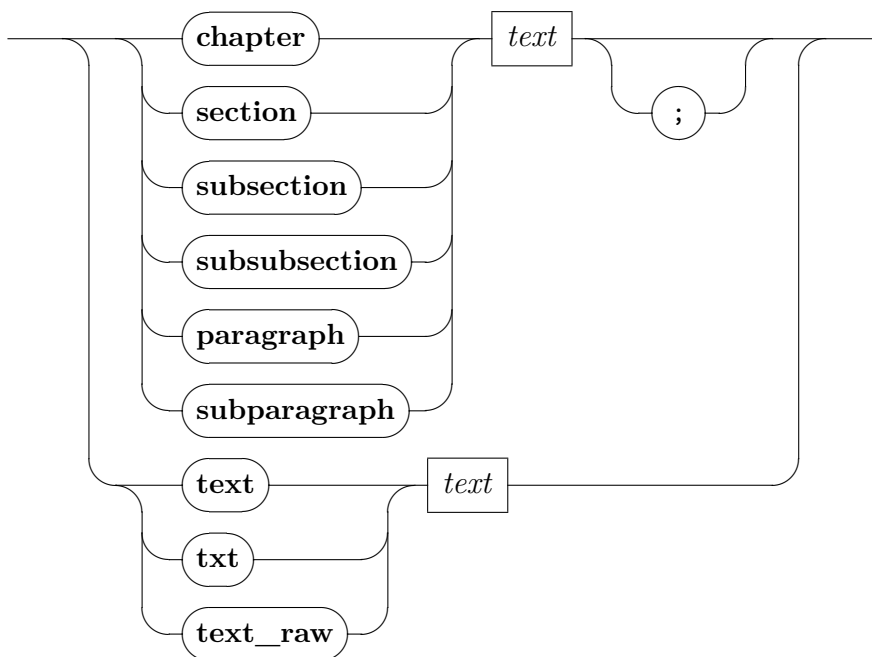 chapter text
section ;
subsection
subsubsection
paragraph
subparagraph
text text
txt
text_raw